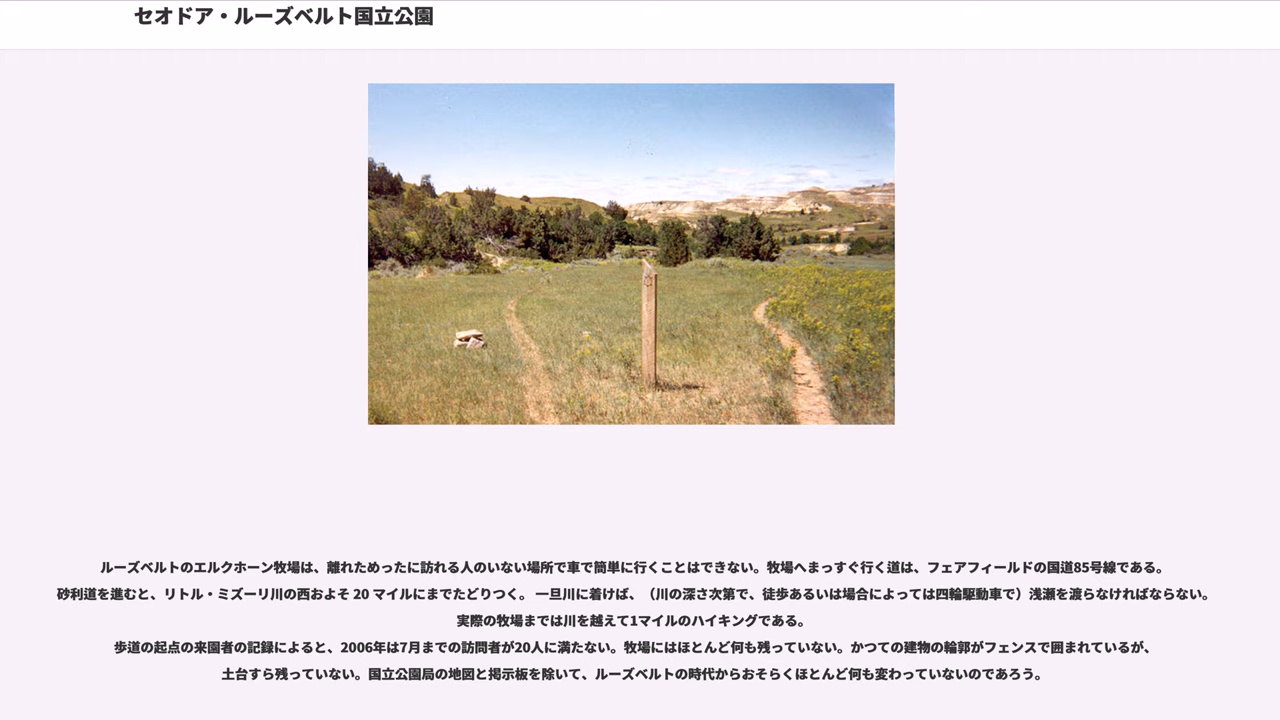 セオドア・ルーズベルト国立公園
ルーズベルトのエルクホーン牧場は、離れためったに訪れる人のいない場所で車で簡単に行くことはできない。牧場へまっすぐ行く道は、フェアフィールドの国道85号線である。
砂利道を進むと、リトル・ミズーリ川の西およそ 20 マイルにまでたどりつく。 一旦川に着けば、（川の深さ次第で、徒歩あるいは場合によっては四輪駆動車で）浅瀬を渡らなければならない。
実際の牧場までは川を越えて1マイルのハイキングである。
歩道の起点の来園者の記録によると、2006年は7月までの訪問者が20人に満たない。牧場にはほとんど何も残っていない。かつての建物の輪郭がフェンスで囲まれているが、
土台すら残っていない。国立公園局の地図と掲示板を除いて、ルーズベルトの時代からおそらくほとんど何も変わっていないのであろう。